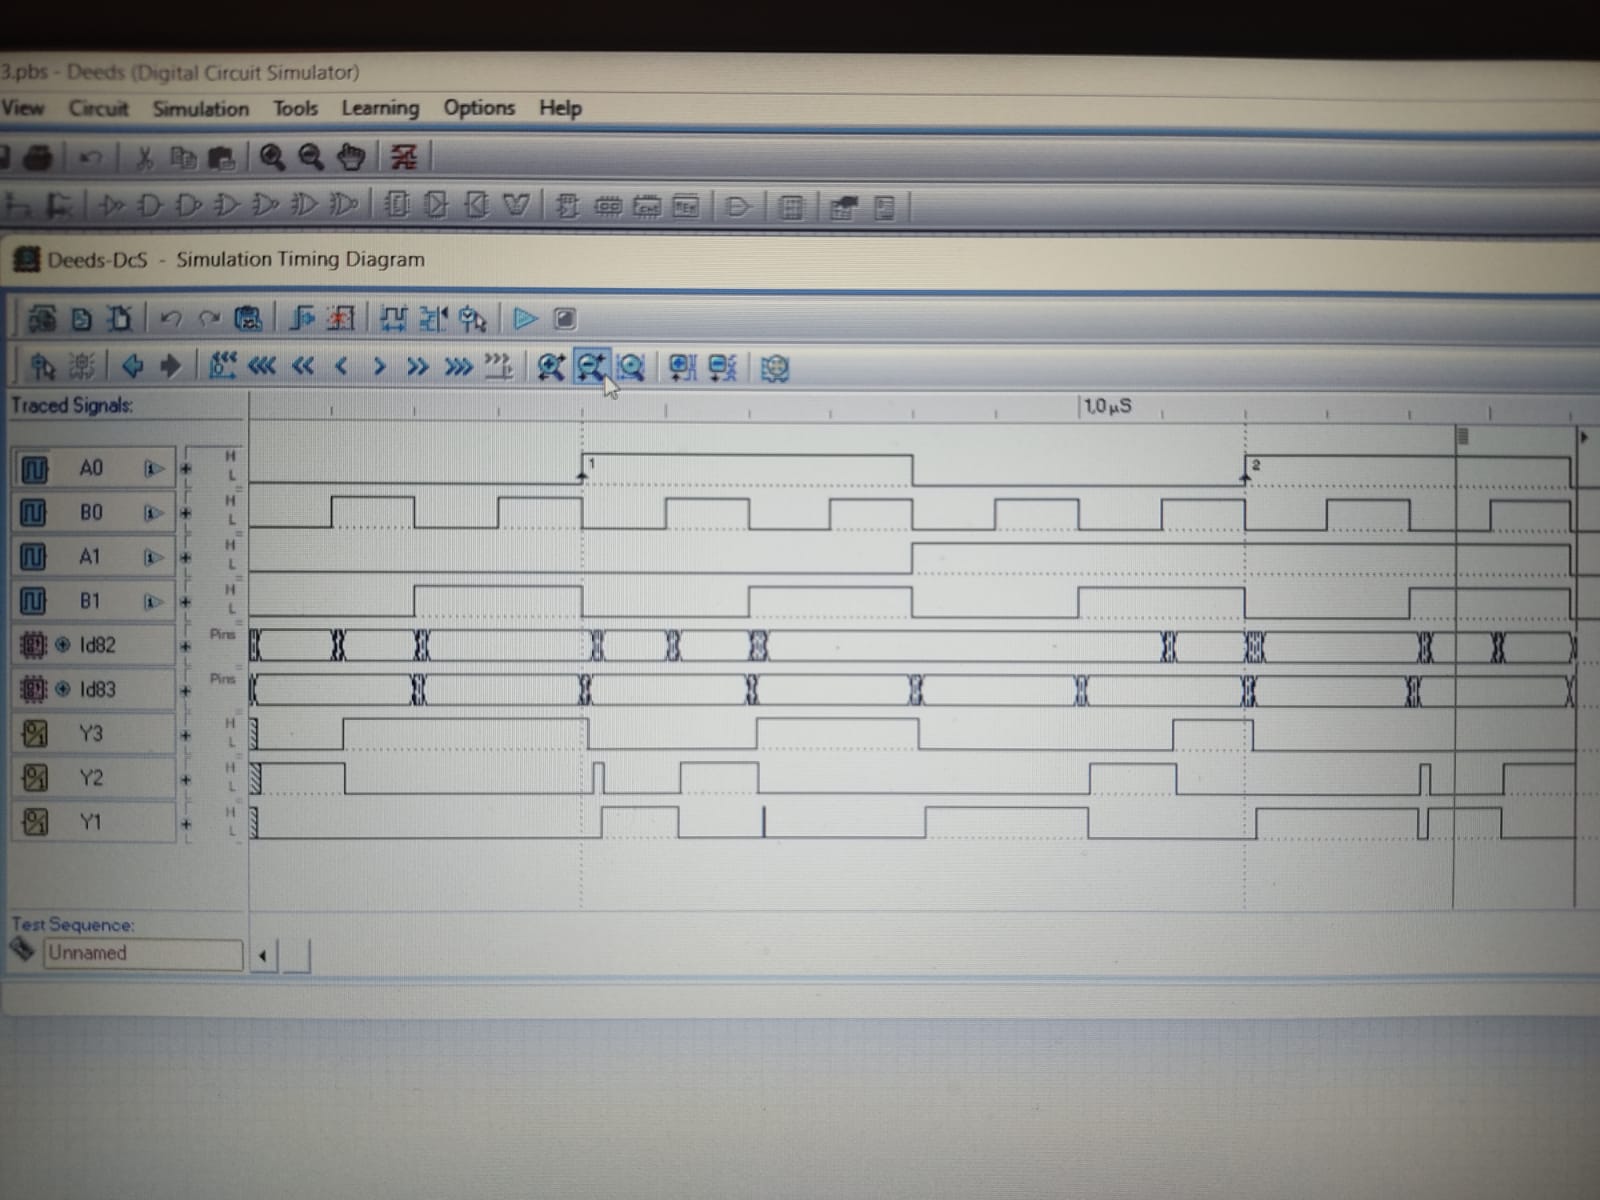 3.pbs - Deeds (Digital Circuit Simulator)
View Circuit Simulation Tools Learning Options Help
Deeds-DcS - Simulation Timing Diagram
Traced Signals:
1,0 µS
A0 H L 1 2
B0 H L
A1 H L
B1 H L
Id82 Pins
Id83 Pins
Y3 H L
Y2 H L
Y1 H L
Test Sequence:
Unnamed